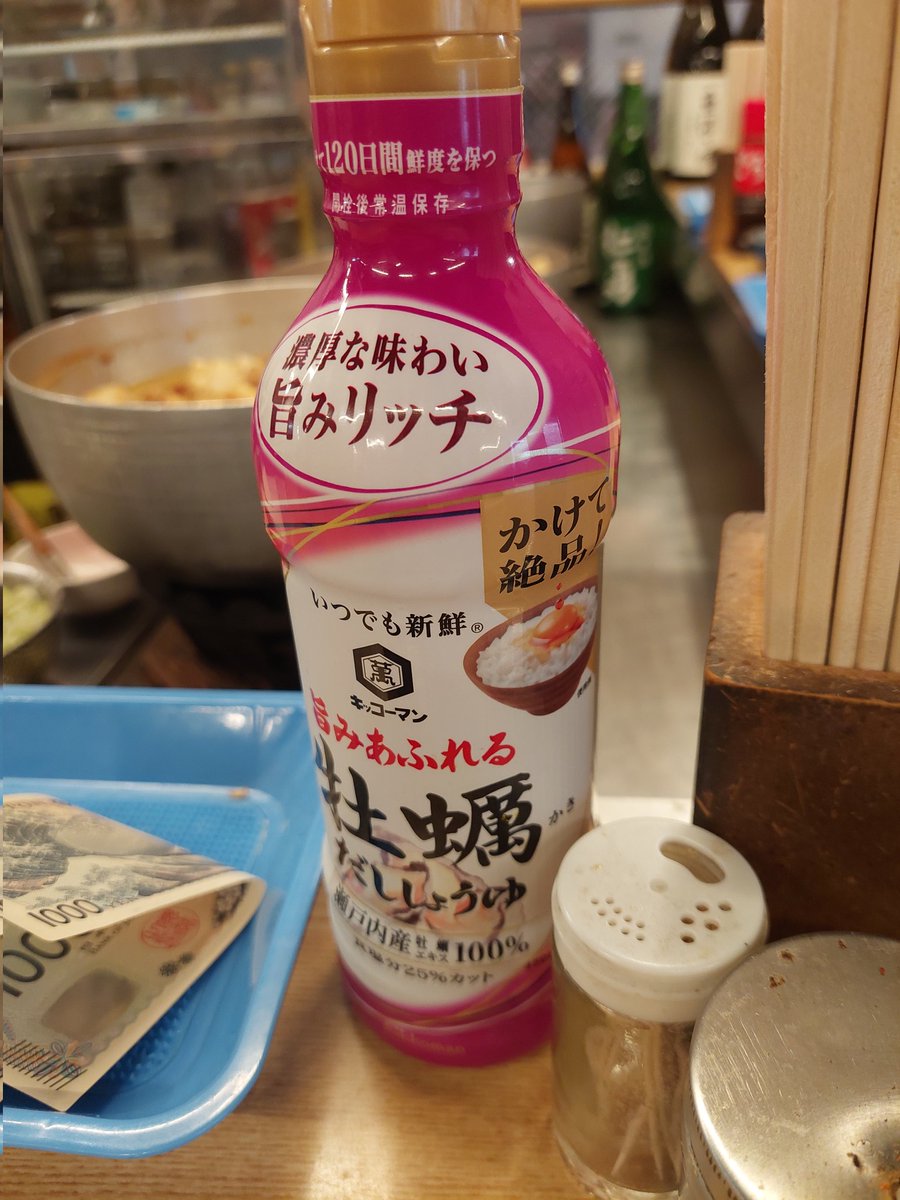 120日間鮮度を保つ
開栓後常温保存
濃厚な味わい
旨みリッチ
かけて
絶品
いつでも新鮮®
萬
キッコーマン
旨みあふれる
牡蠣
かき
だししょうゆ
瀬戸内産牡蠣エキス100%
塩分25%カット
1000